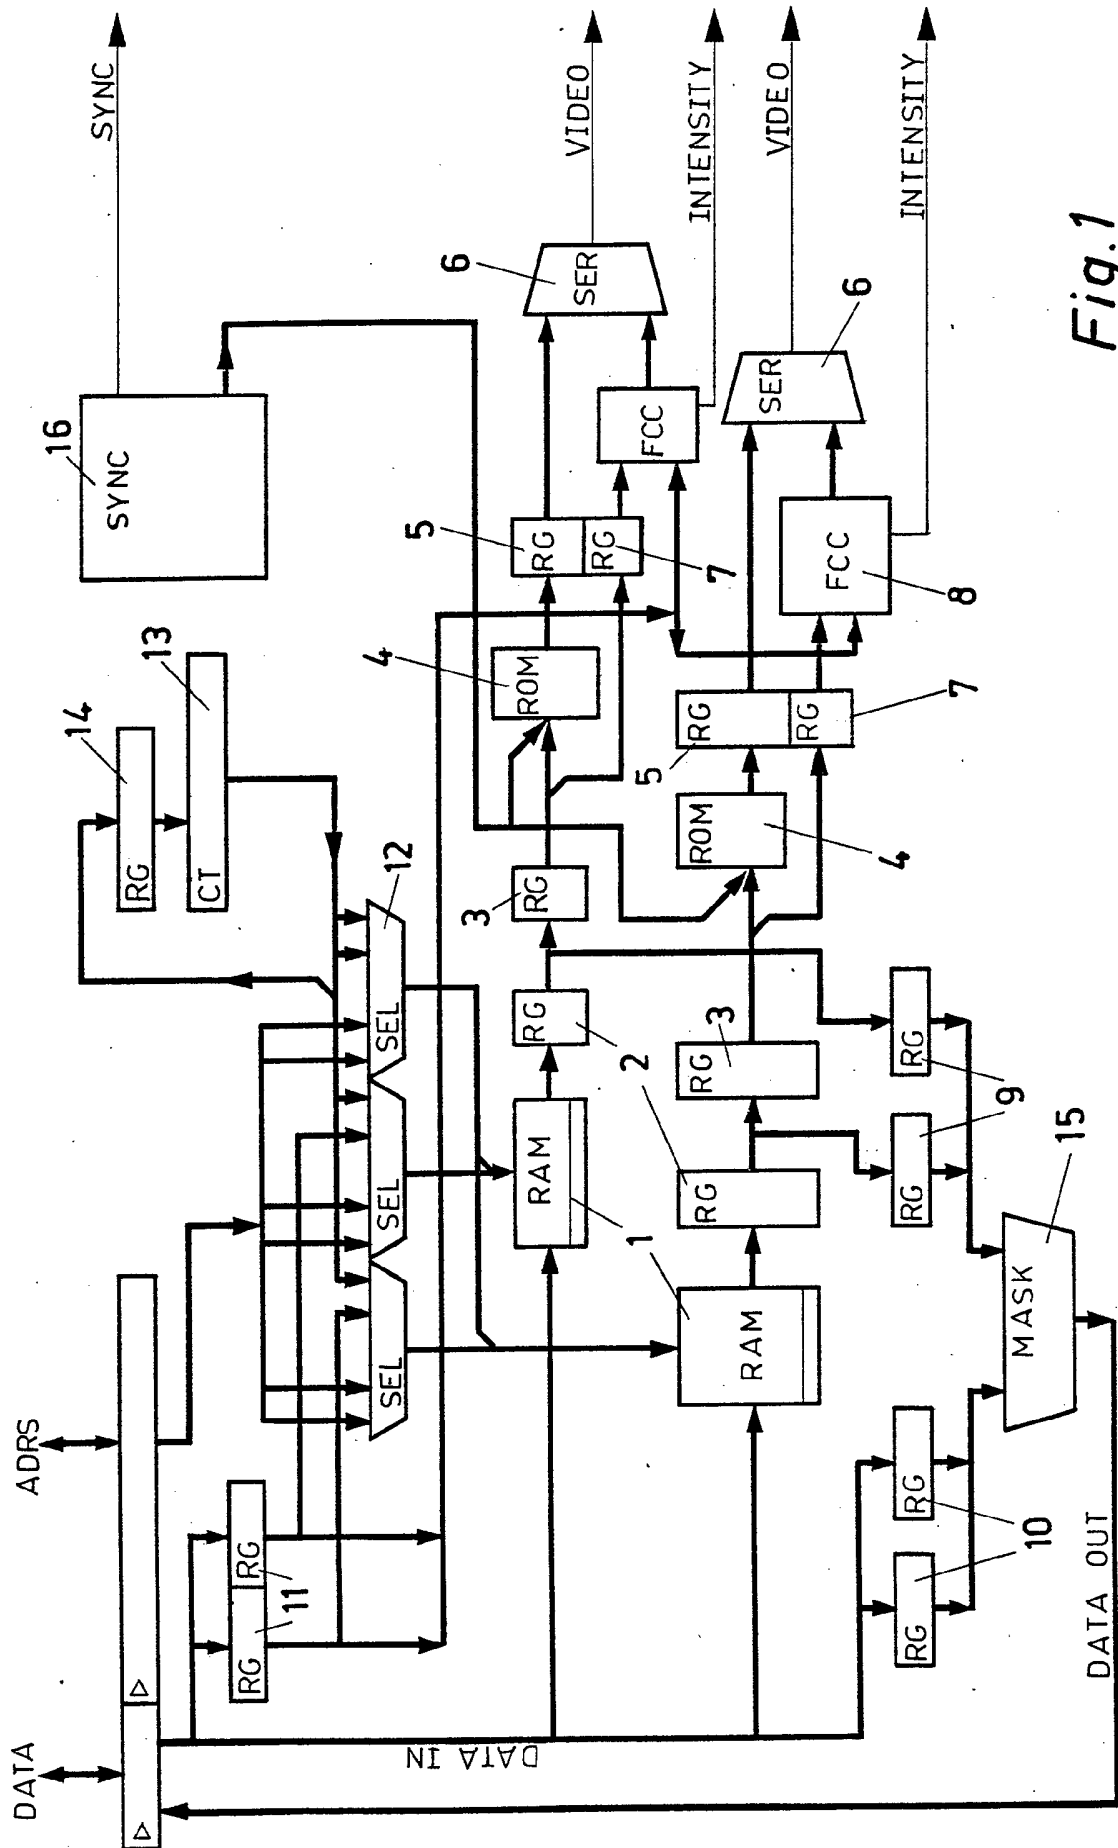 DATA
ADRS
SYNC
VIDEO
INTENSITY
VIDEO
INTENSITY
16
SYNC
14
RG
13
CT
RG
RG
11
SEL
SEL
SEL
12
DATA IN
RAM
1
RAM
RG
2
RG
RG
3
RG
3
ROM
4
ROM
4
5
RG
RG
7
5
RG
RG
7
FCC
FCC
8
6
SER
SER
6
RG
RG
9
RG
RG
10
MASK
15
DATA OUT
Fig.1